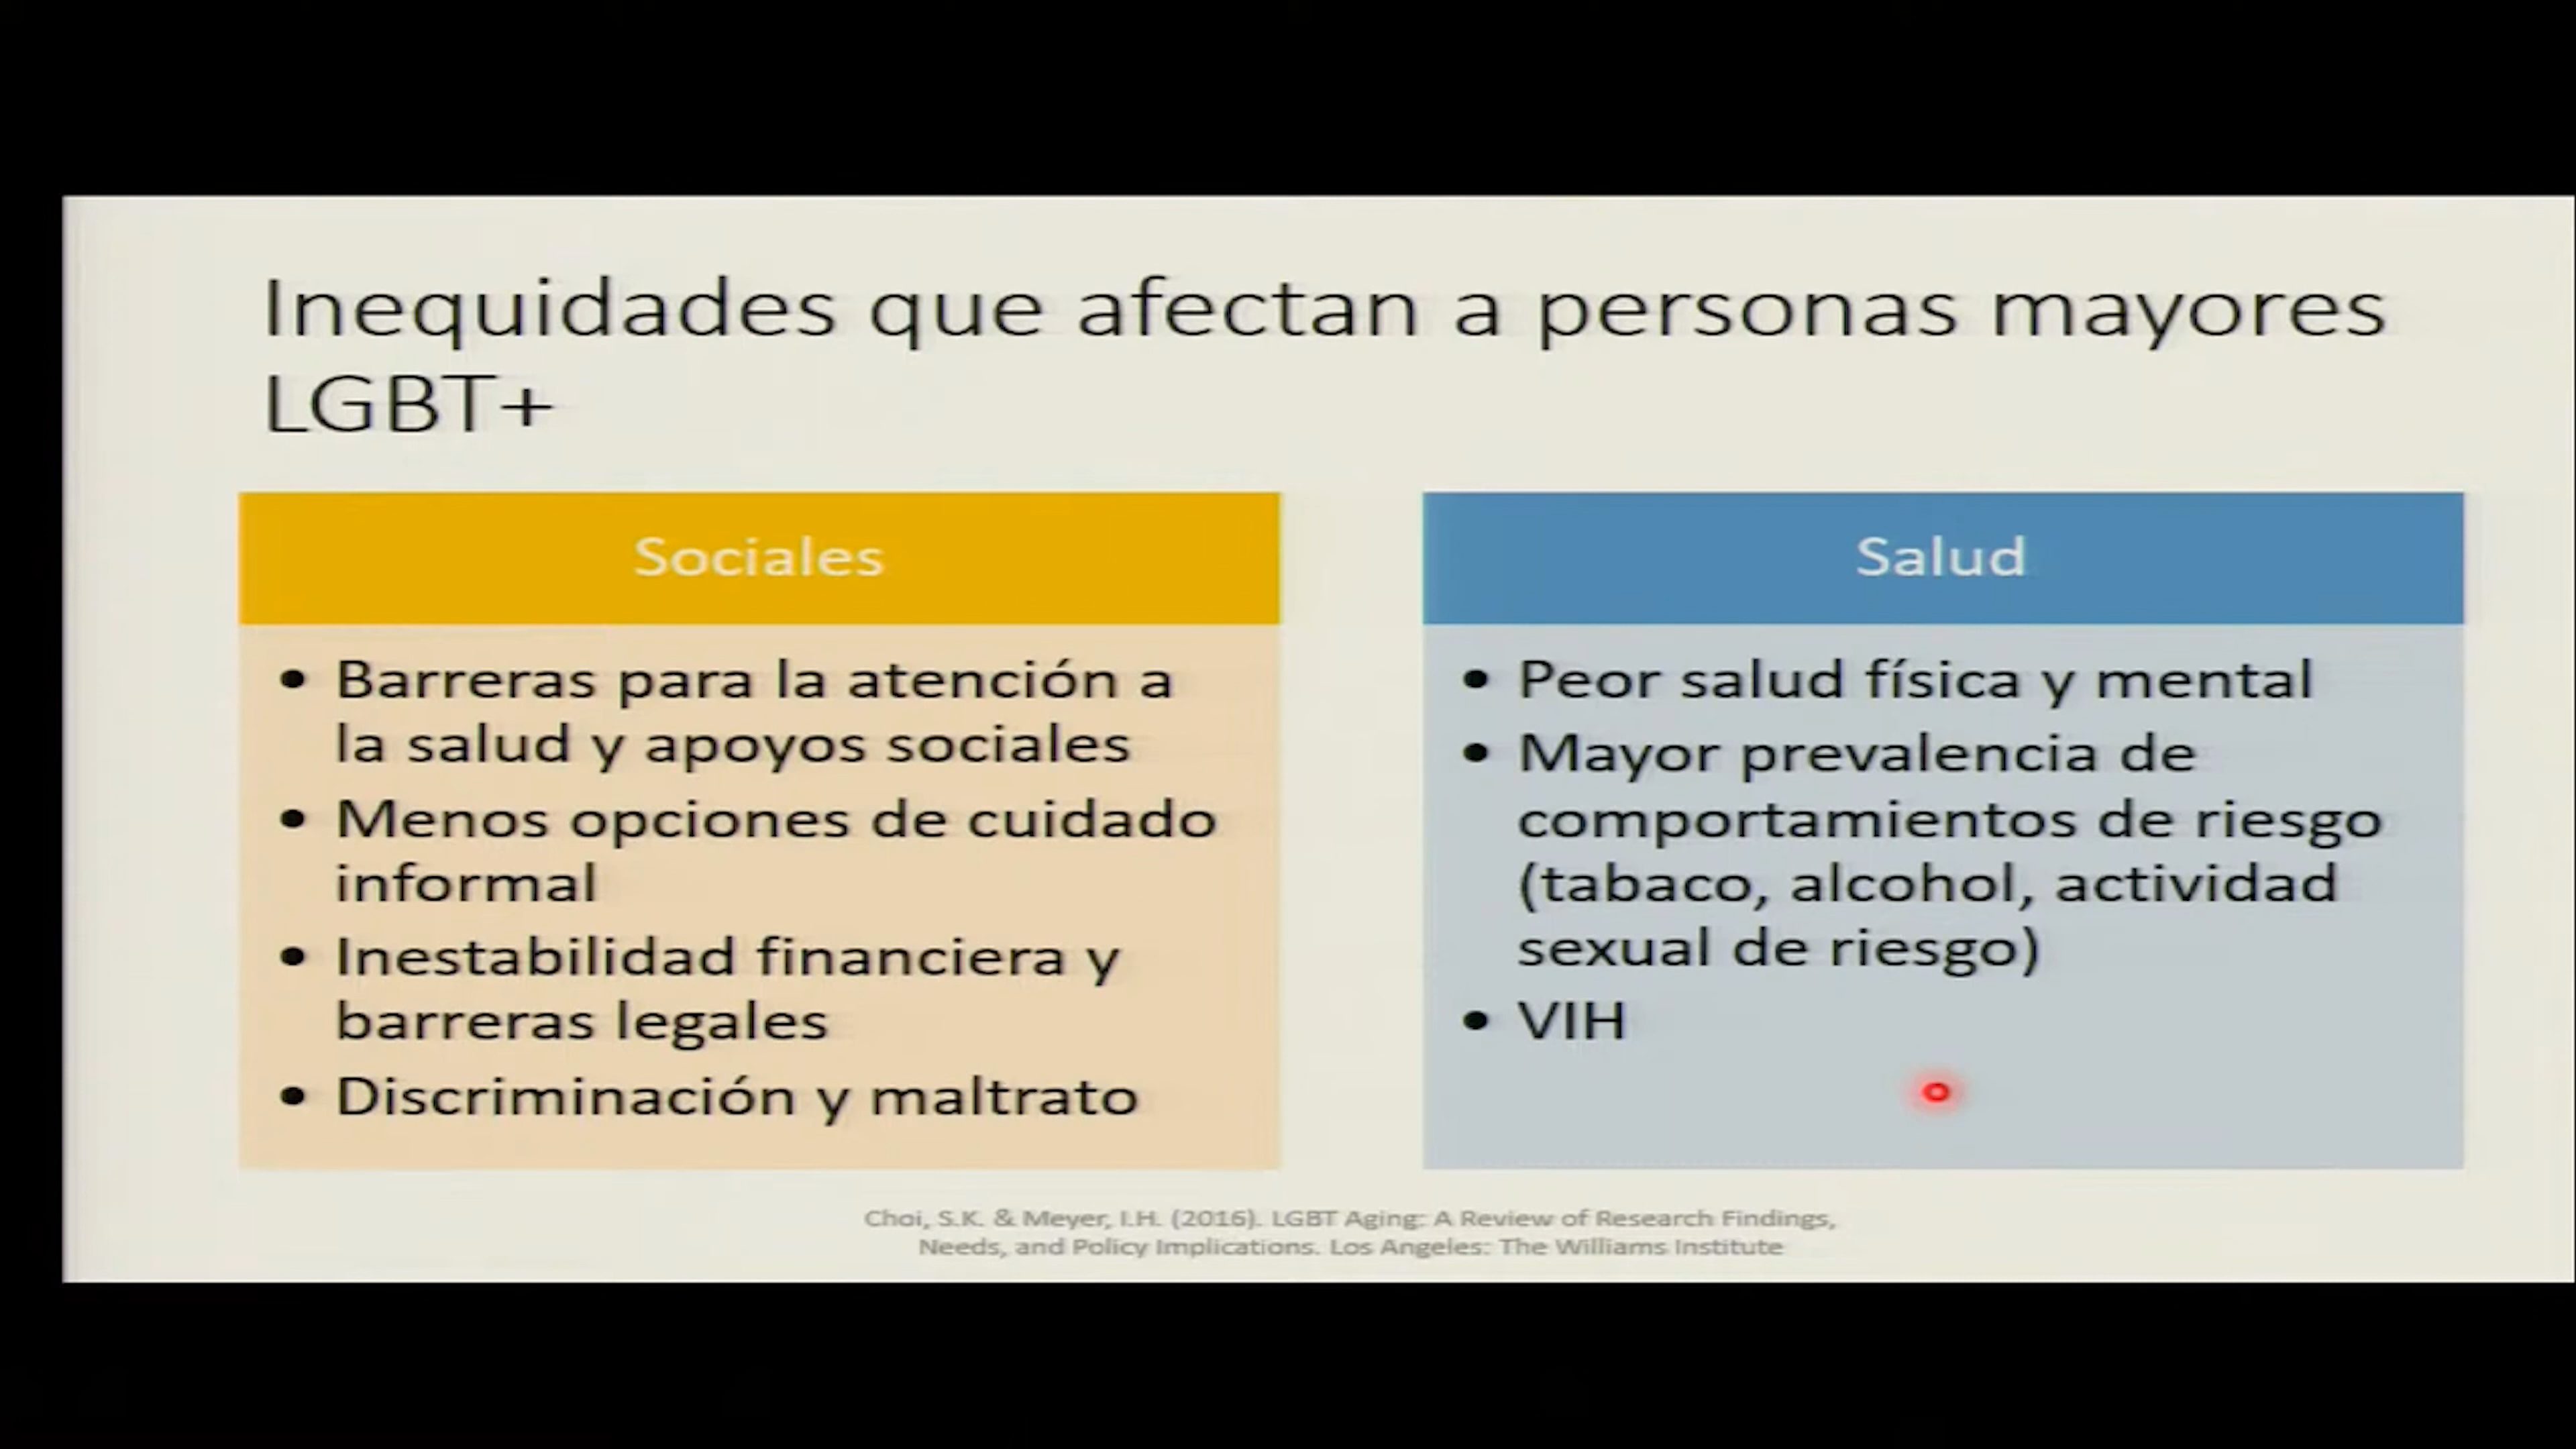 Inequidades que afectan a personas mayores
LGBT+
Sociales
• Barreras para la atención a
la salud y apoyos sociales
• Menos opciones de cuidado
informal
• Inestabilidad financiera y
barreras legales
• Discriminación y maltrato
Salud
• Peor salud física y mental
• Mayor prevalencia de
comportamientos de riesgo
(tabaco, alcohol, actividad
sexual de riesgo)
• VIH
Choi, S.K. & Meyer, I.H. (2016). LGBT Aging: A Review of Research Findings,
Needs, and Policy Implications. Los Angeles: The Williams Institute